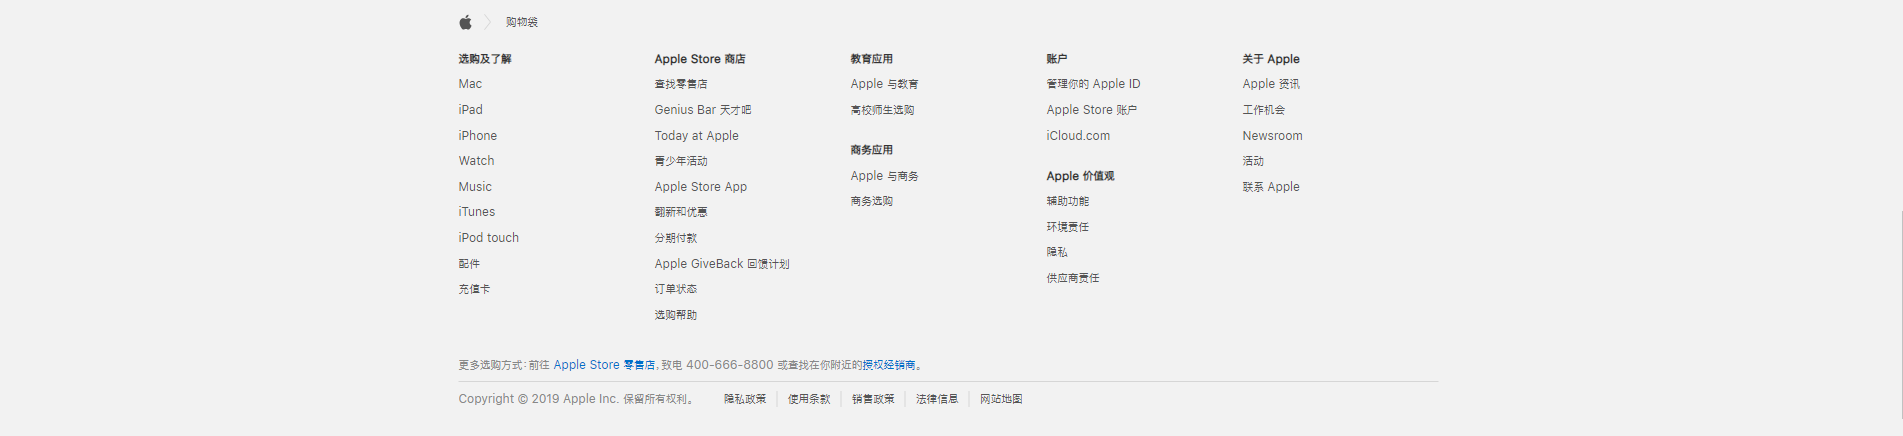 购物袋
选购及了解
Mac
iPad
iPhone
Watch
Music
iTunes
iPod touch
配件
充值卡
Apple Store 商店
查找零售店
Genius Bar 天才吧
Today at Apple
青少年活动
Apple Store App
翻新和优惠
分期付款
Apple GiveBack 回馈计划
订单状态
选购帮助
教育应用
Apple 与教育
高校师生选购
商务应用
Apple 与商务
商务选购
账户
管理你的 Apple ID
Apple Store 账户
iCloud.com
Apple 价值观
辅助功能
环境责任
隐私
供应商责任
关于 Apple
Apple 资讯
工作机会
Newsroom
活动
联系 Apple
更多选购方式：前往 Apple Store 零售店，致电 400-666-8800 或查找在你附近的授权经销商。
Copyright © 2019 Apple Inc. 保留所有权利。 隐私政策 使用条款 销售政策 法律信息 网站地图